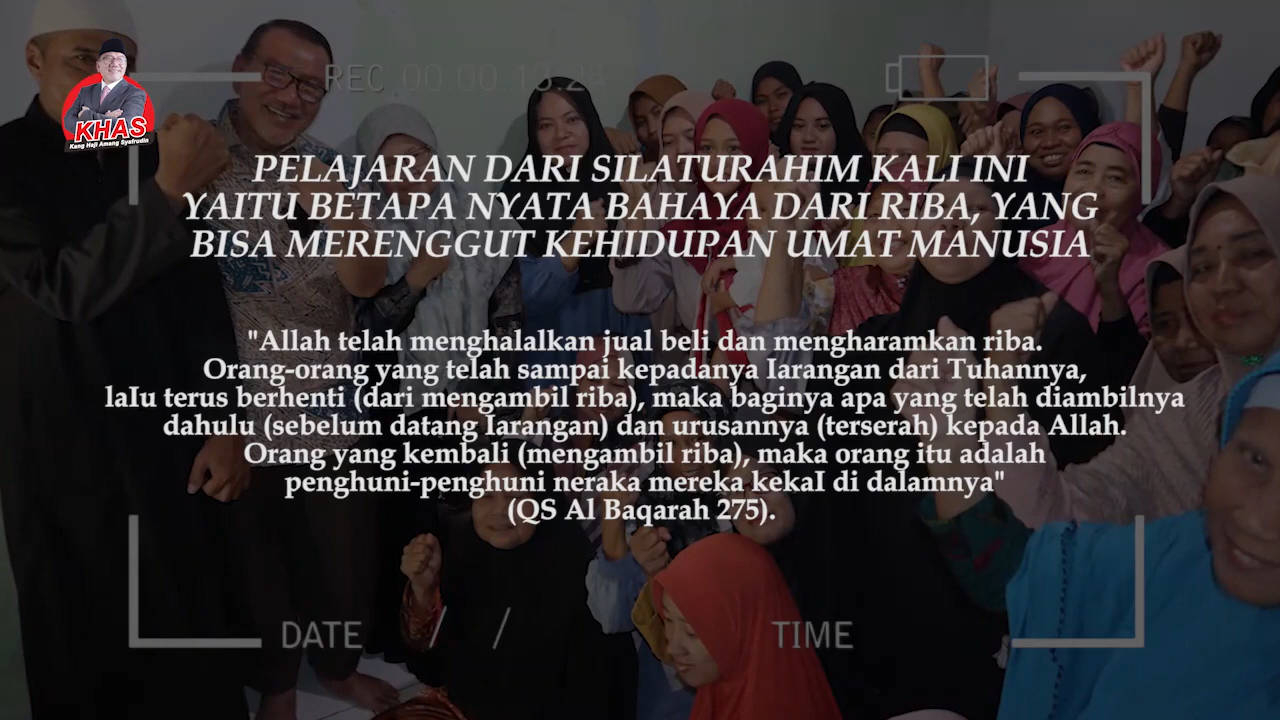 REC 00:00
KHAS
Kang Haji Amang Syafrudin
PELAJARAN DARI SILATURAHIM KALI INI
YAITU BETAPA NYATA BAHAYA DARI RIBA, YANG
BISA MERENGGUT KEHIDUPAN UMAT MANUSIA
"Allah telah menghalalkan jual beli dan mengharamkan riba.
Orang-orang yang telah sampai kepadanya Iarangan dari Tuhannya,
laIu terus berhenti (dari mengambil riba), maka baginya apa yang telah diambilnya
dahulu (sebelum datang Iarangan) dan urusannya (terserah) kepada Allah.
Orang yang kembali (mengambil riba), maka orang itu adalah
penghuni-penghuni neraka mereka kekaI di dalamnya"
(QS Al Baqarah 275).
DATE / / TIME